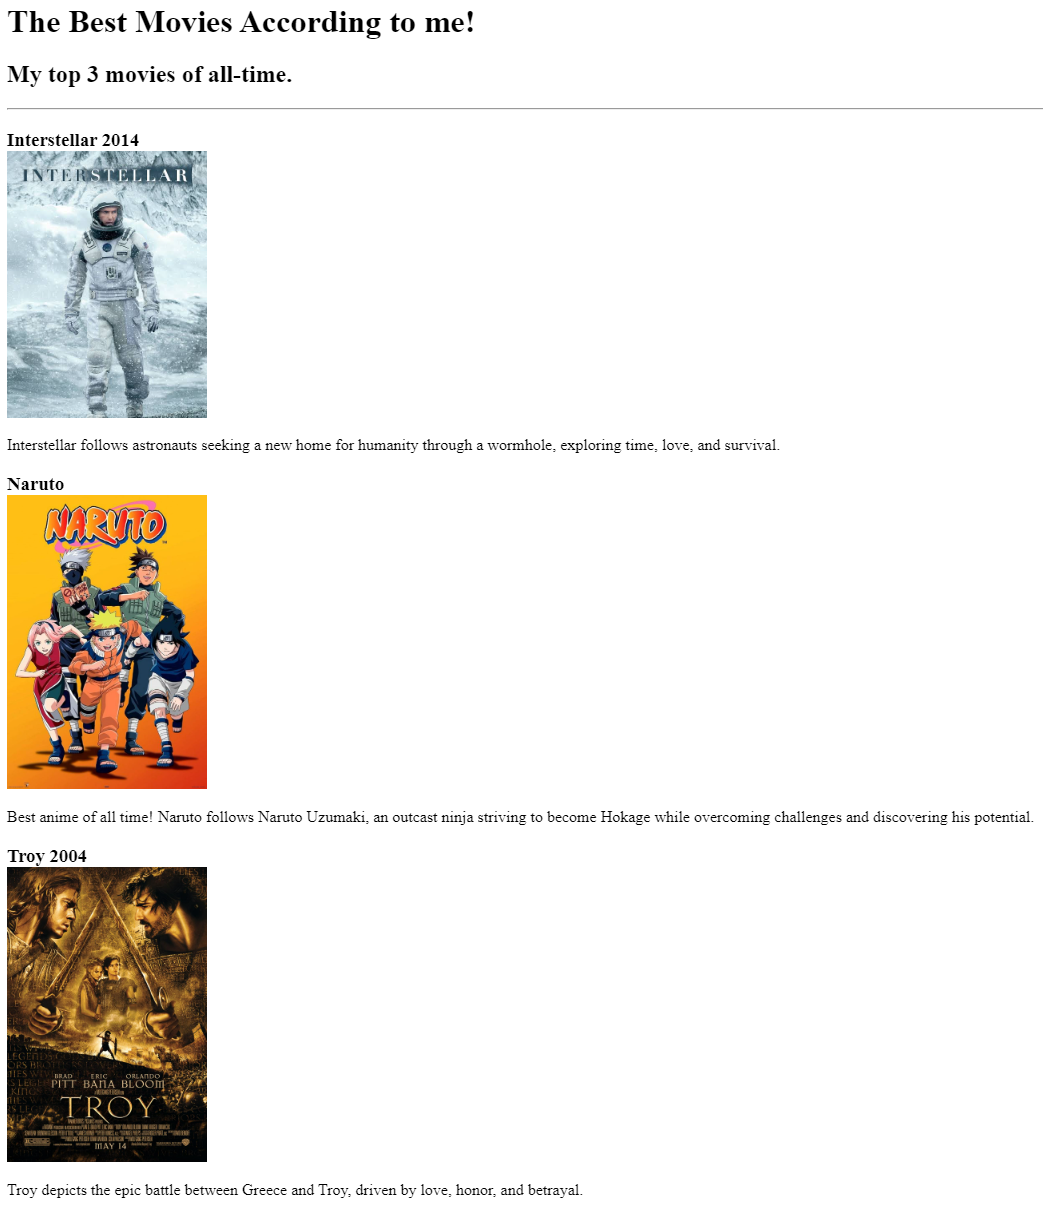 The Best Movies According to me!
My top 3 movies of all-time.
Interstellar 2014
INTERSTELLAR
Interstellar follows astronauts seeking a new home for humanity through a wormhole, exploring time, love, and survival.
Naruto
NARUTO
Best anime of all time! Naruto follows Naruto Uzumaki, an outcast ninja striving to become Hokage while overcoming challenges and discovering his potential.
Troy 2004
BRAD ERIC ORLANDO
PITT BANA BLOOM
TROY
MAY 14
Troy depicts the epic battle between Greece and Troy, driven by love, honor, and betrayal.